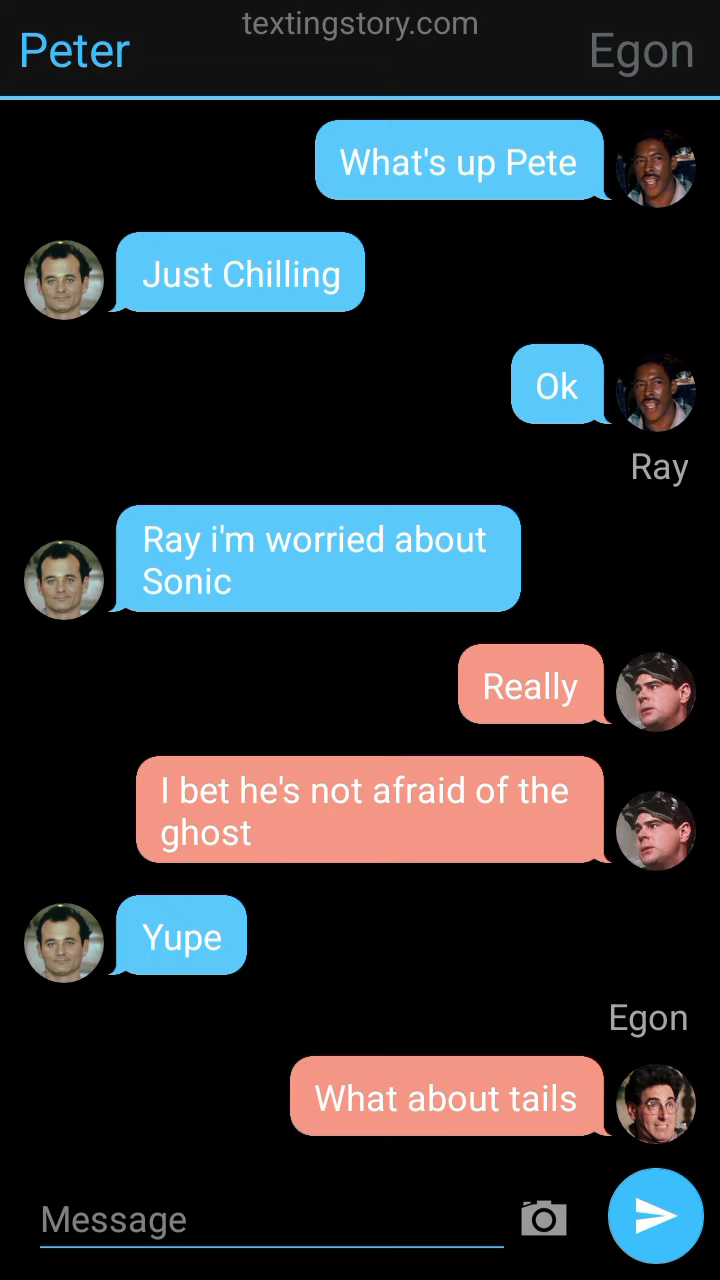 textingstory.com
Peter
Egon
What's up Pete
Just Chilling
Ok
Ray
Ray i'm worried about
Sonic
Really
I bet he's not afraid of the
ghost
Yupe
Egon
What about tails
Message